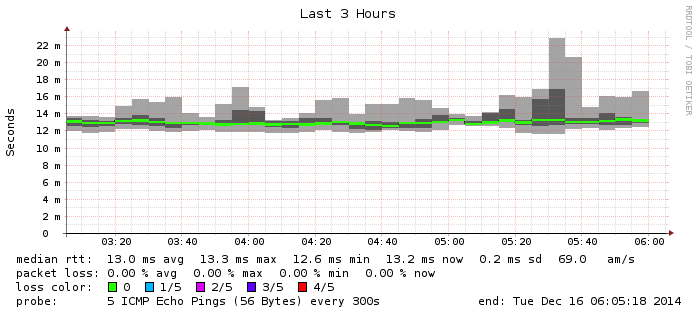 Last 3 Hours
RRDTOOL / TOBI OETIKER
Seconds
22 m
20 m
18 m
16 m
14 m
12 m
10 m
8 m
6 m
4 m
2 m
0
03:20 03:40 04:00 04:20 04:40 05:00 05:20 05:40 06:00
median rtt: 13.0 ms avg 13.3 ms max 12.6 ms min 13.2 ms now 0.2 ms sd 69.0 am/s
packet loss: 0.00 % avg 0.00 % max 0.00 % min 0.00 % now
loss color: 0 1/5 2/5 3/5 4/5
probe: 5 ICMP Echo Pings (56 Bytes) every 300s end: Tue Dec 16 06:05:18 2014